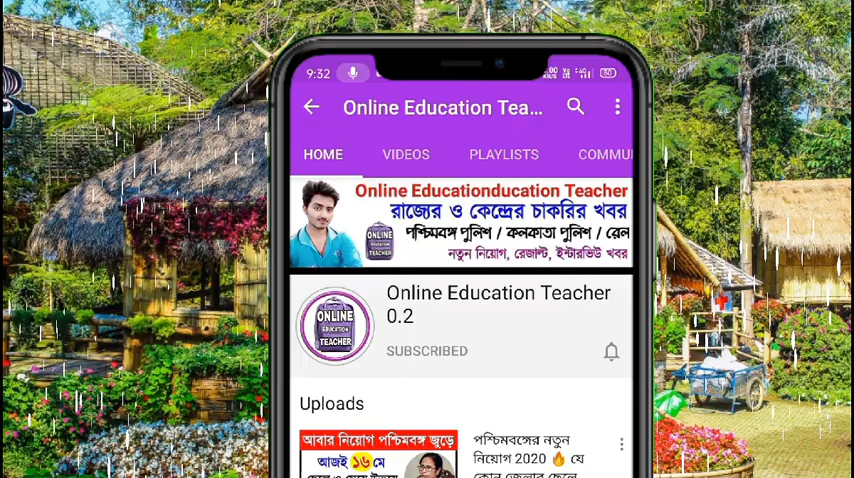 9:32
Online Education Tea...
HOME VIDEOS PLAYLISTS COMMU
Online Educationducation Teacher
রাজ্যের ও কেন্দ্রের চাকরির খবর
পশ্চিমবঙ্গ পুলিশ / কলকাতা পুলিশ / রেল
নতুন নিয়োগ, রেজাল্ট, ইন্টারভিউ খবর
ONLINE
EDUCATION
TEACHER
Online Education Teacher
0.2
ONLINE
EDUCATION
TEACHER
SUBSCRIBED
Uploads
আবার নিয়োগ পশ্চিমবঙ্গ জুড়ে
আজই ১৬ মে
পশ্চিমবঙ্গের নতুন
নিয়োগ 2020 🔥 যে
কোন জেলার ছেলে